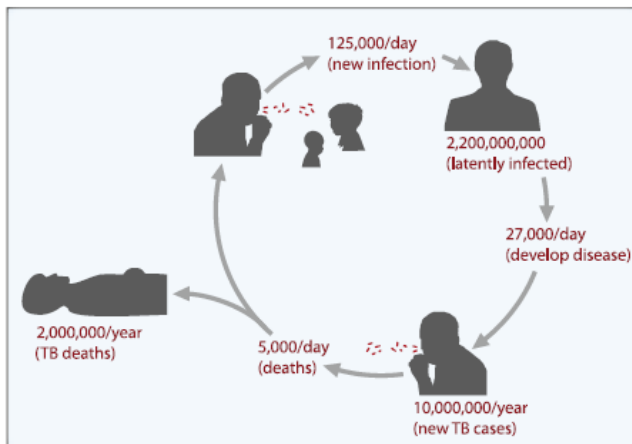 125,000/day
(new infection)
2,200,000,000
(latently infected)
27,000/day
(develop disease)
10,000,000/year
(new TB cases)
5,000/day
(deaths)
2,000,000/year
(TB deaths)